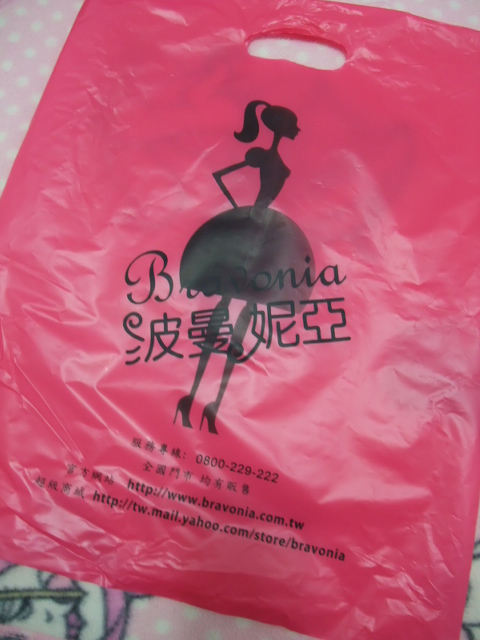 Bravonia
波曼妮亞
服務專線: 0800-229-222
全國門市 均有販售
官方網站 http://www.bravonia.com.tw
超級商城 http://tw.mall.yahoo.com/store/bravonia